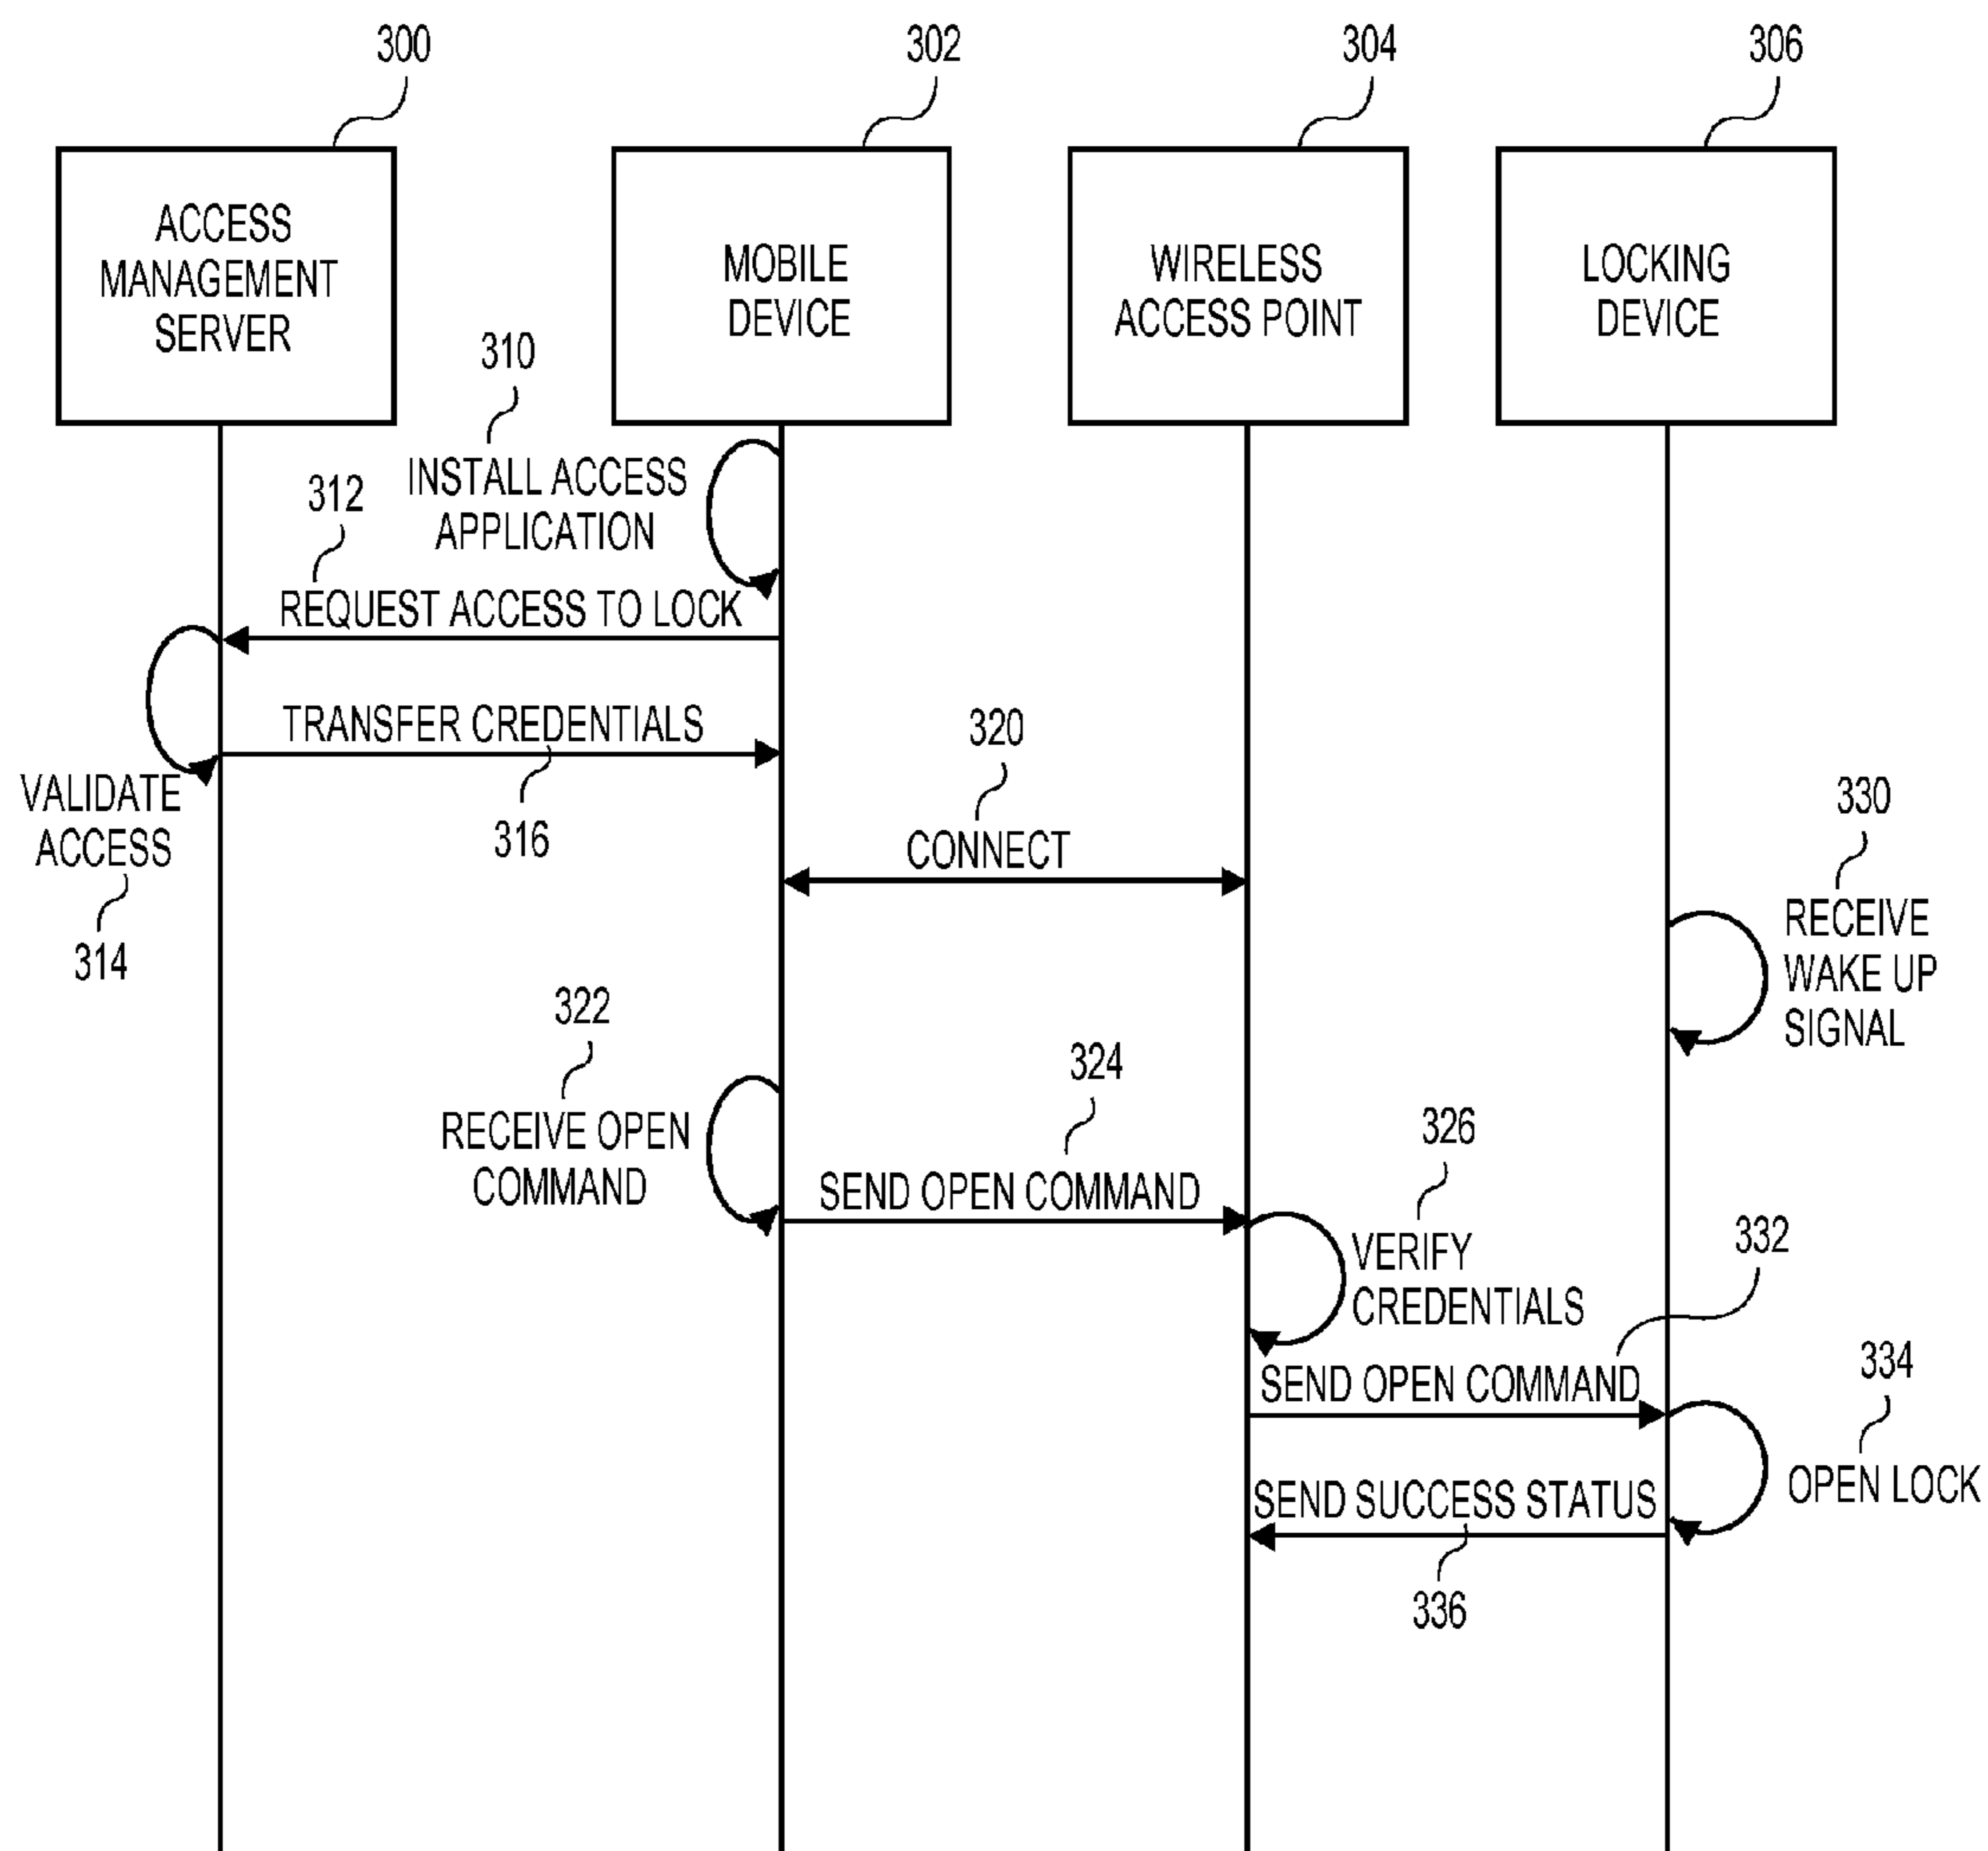 300
302
304
306
ACCESS
MANAGEMENT
SERVER
MOBILE
DEVICE
WIRELESS
ACCESS POINT
LOCKING
DEVICE
310
INSTALL ACCESS
APPLICATION
312
REQUEST ACCESS TO LOCK
TRANSFER CREDENTIALS
316
VALIDATE
ACCESS
314
320
CONNECT
330
RECEIVE
WAKE UP
SIGNAL
322
RECEIVE OPEN
COMMAND
324
SEND OPEN COMMAND
326
VERIFY
CREDENTIALS
332
SEND OPEN COMMAND
334
OPEN LOCK
SEND SUCCESS STATUS
336